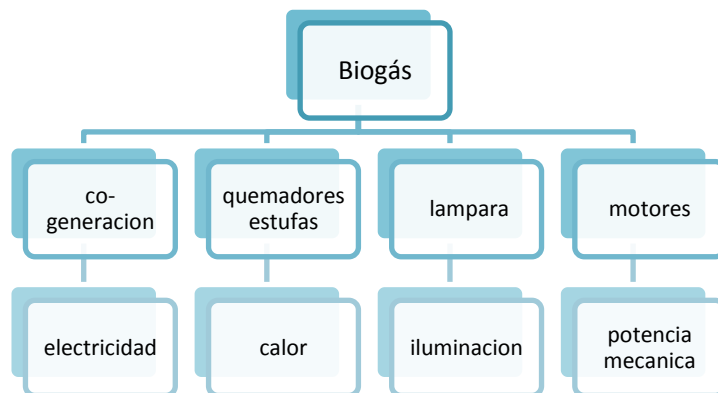 Biogás
co-
generacion
quemadores
estufas
lampara
motores
electricidad
calor
iluminacion
potencia
mecanica